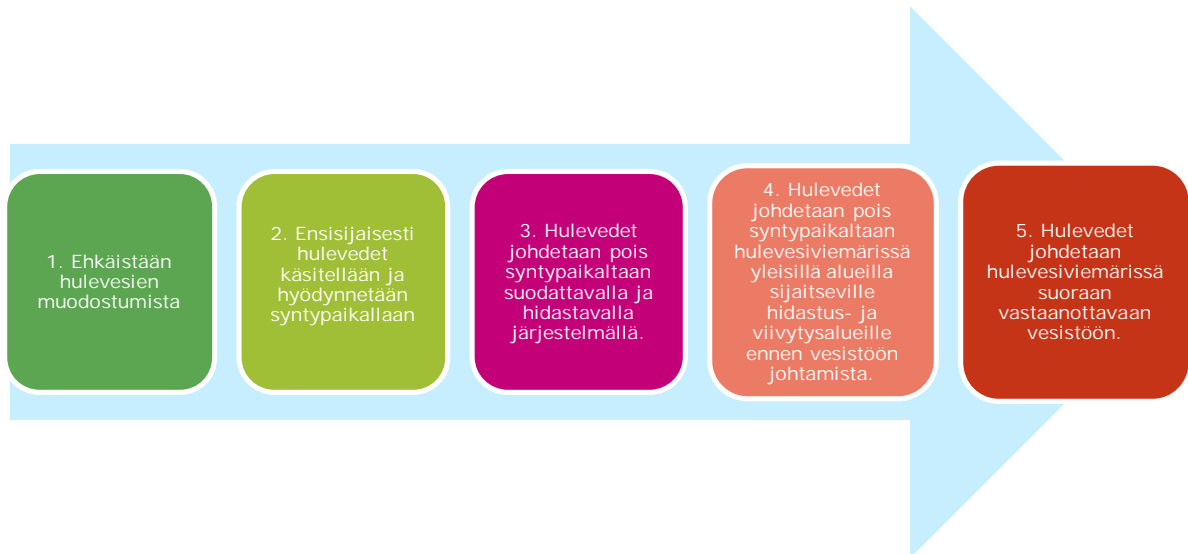 1. Ehkäistään
hulevesien
muodostumista
2. Ensisijaisesti
hulevedet
käsitellään ja
hyödynnetään
syntypaikallaan
3. Hulevedet
johdetaan pois
syntypaikaltaan
suodattavalla ja
hidastavalla
järjestelmällä.
4. Hulevedet
johdetaan pois
syntypaikaltaan
hulevesiviemärissä
yleisillä alueilla
sijaitseville
hidastus- ja
viivytysalueille
ennen vesistöön
johtamista.
5. Hulevedet
johdetaan
hulevesiviemärissä
suoraan
vastaanottavaan
vesistöön.